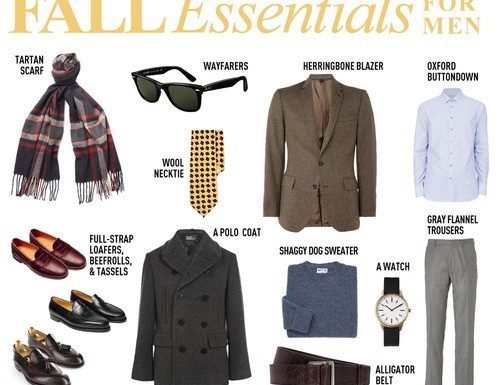 FALL Essentials FOR
MEN
TARTAN
SCARF
WAYFARERS
HERRINGBONE BLAZER
OXFORD
BUTTONDOWN
WOOL
NECKTIE
FULL-STRAP
LOAFERS,
BEEFROLLS,
& TASSELS
A POLO COAT
SHAGGY DOG SWEATER
A WATCH
GRAY FLANNEL
TROUSERS
ALLIGATOR
BELT